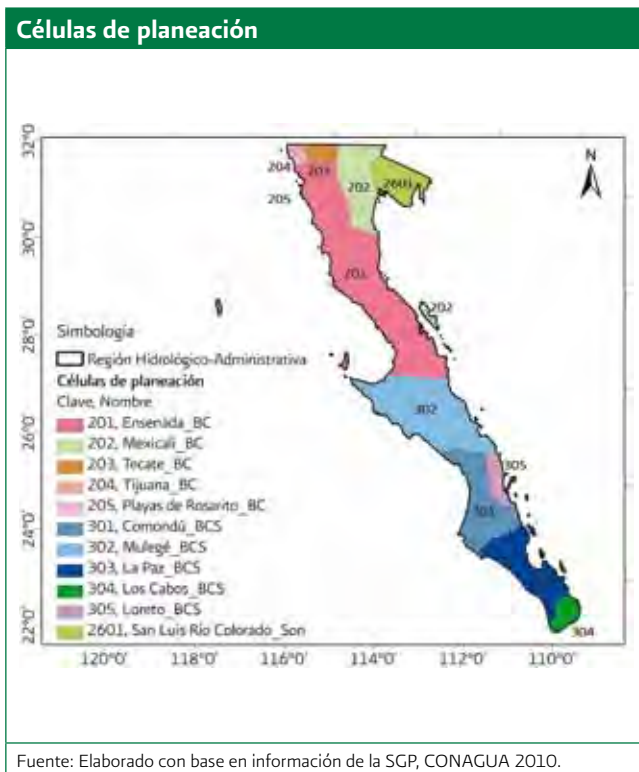 Células de planeación
32°0'
30°0'
28°0'
26°0'
24°0'
22°0'
N
204
203
202
2601
205
201
202
302
305
301
304
Simbología
Región Hidrológico-Administrativa
Células de planeación
Clave, Nombre
201, Ensenada_BC
202, Mexicali_BC
203, Tecate_BC
204, Tijuana_BC
205, Playas de Rosarito_BC
301, Comondú_BCS
302, Mulegé_BCS
303, La Paz_BCS
304, Los Cabos_BCS
305, Loreto_BCS
2601, San Luis Río Colorado_Son
120°0' 118°0' 116°0' 114°0' 112°0' 110°0'
Fuente: Elaborado con base en información de la SGP, CONAGUA 2010.